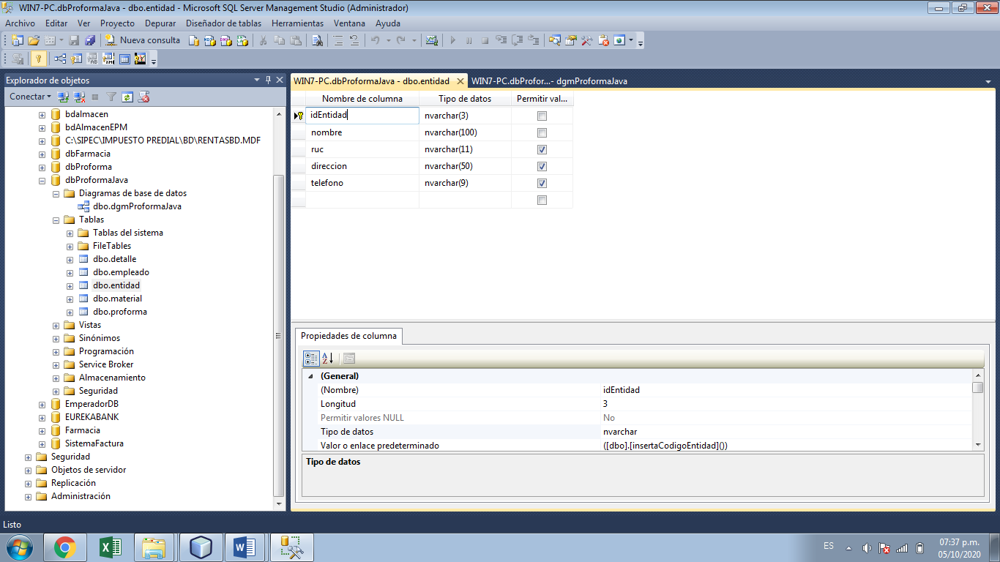 WIN7-PC.dbProformaJava - dbo.entidad - Microsoft SQL Server Management Studio (Administrador)
Archivo Editar Ver Proyecto Depurar Diseñador de tablas Herramientas Ventana Ayuda
Nueva consulta
Explorador de objetos
Conectar
bdalmacen
bdAlmacenEPM
C:\SIPEC\IMPUESTO PREDIAL\BD\RENTASBD.MDF
dbFarmacia
dbProforma
dbProformaJava
Diagramas de base de datos
dbo.dgmProformaJava
Tablas
Tablas del sistema
FileTables
dbo.detalle
dbo.empleado
dbo.entidad
dbo.material
dbo.proforma
Vistas
Sinónimos
Programación
Service Broker
Almacenamiento
Seguridad
EmperadorDB
EUREKABANK
Farmacia
SistemaFactura
Seguridad
Objetos de servidor
Replicación
Administración
WIN7-PC.dbProformaJava - dbo.entidad WIN7-PC.dbProfor...- dgmProformaJava
Nombre de columna Tipo de datos Permitir val...
idEntidad nvarchar(3)
nombre nvarchar(100)
ruc nvarchar(11)
direccion nvarchar(50)
telefono nvarchar(9)
Propiedades de columna
(General)
(Nombre) idEntidad
Longitud 3
Permitir valores NULL No
Tipo de datos nvarchar
Valor o enlace predeterminado ([dbo].[insertaCodigoEntidad]())
Tipo de datos
Listo
ES
07:37 p.m.
05/10/2020